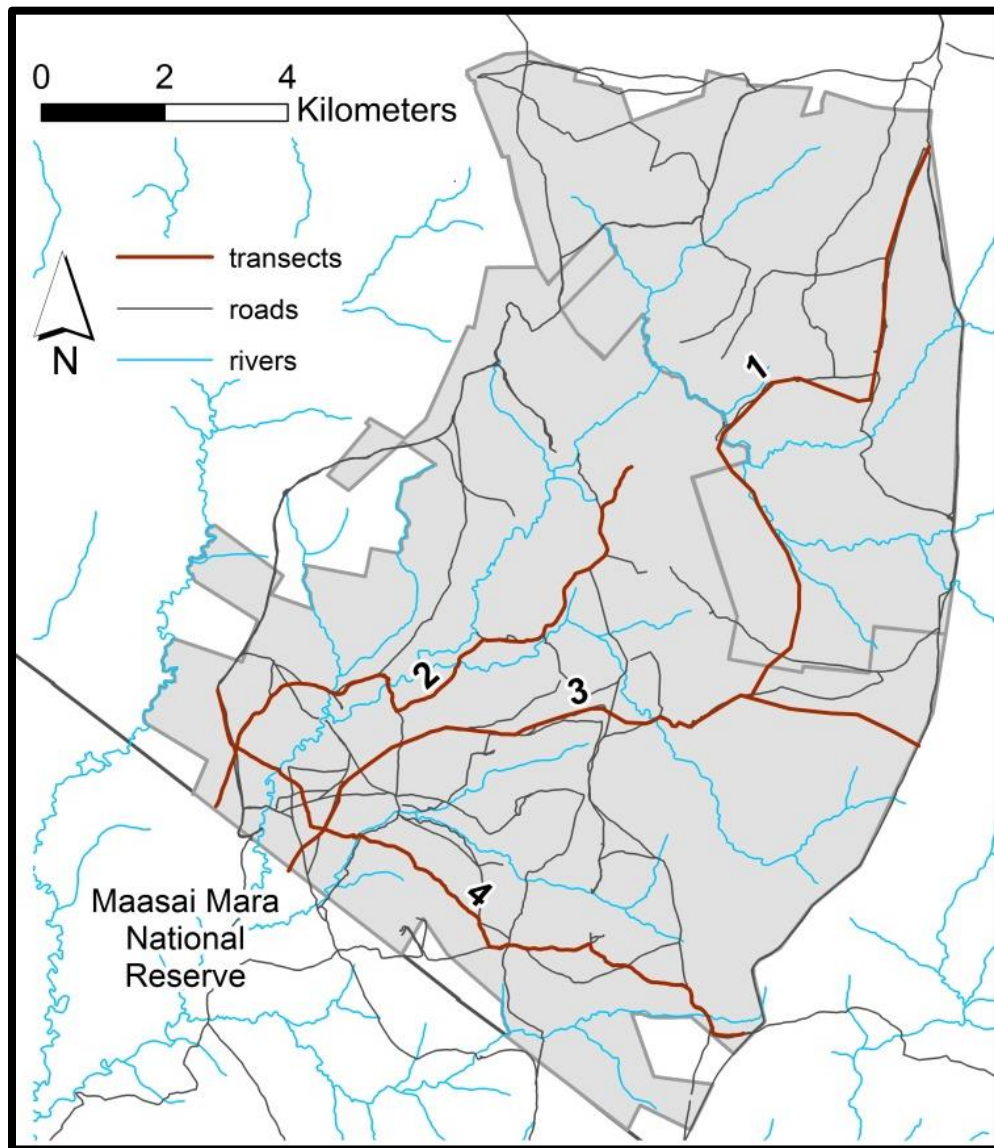 0 2 4
Kilometers
transects
roads
rivers
N
1
2
3
4
Maasai Mara
National
Reserve